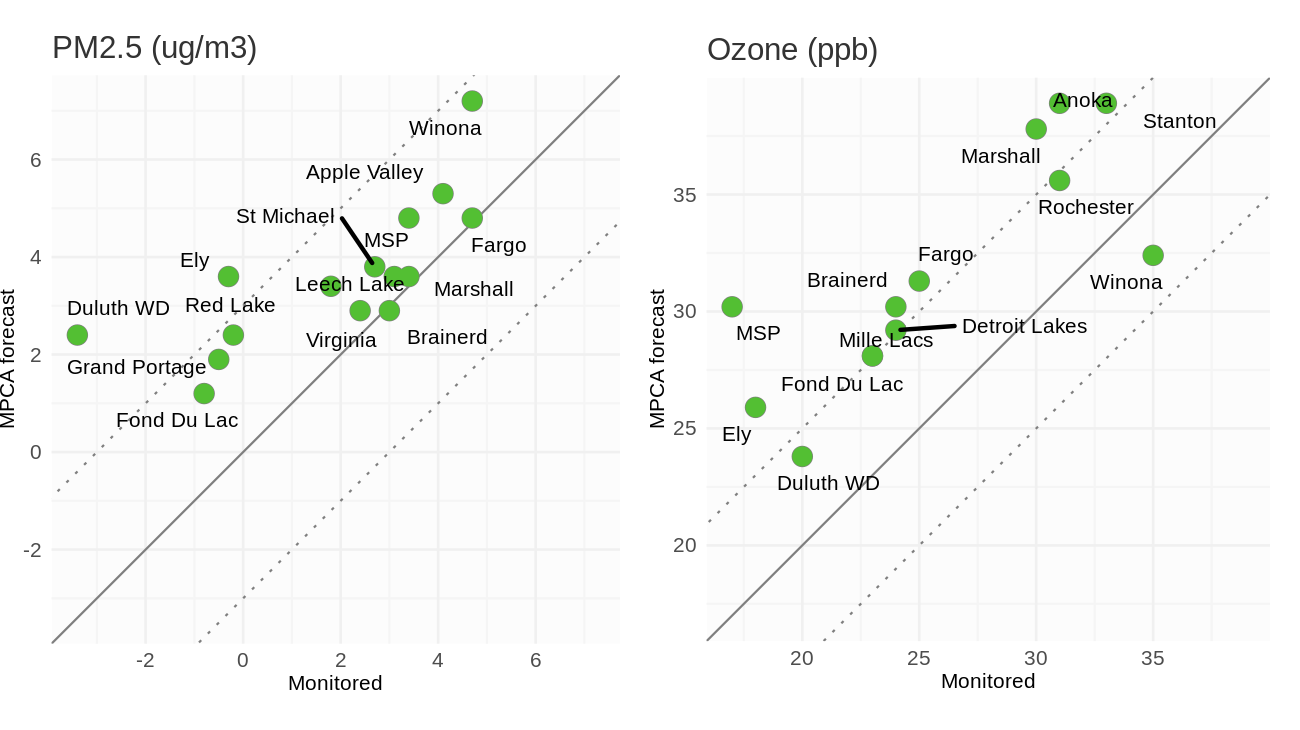 PM2.5 (ug/m3)
Winona
Apple Valley
St Michael
MSP
Fargo
Ely
Leech Lake
Marshall
Duluth WD
Red Lake
Virginia
Brainerd
Grand Portage
Fond Du Lac
6
4
2
0
-2
-2 0 2 4 6
Monitored
MPCA forecast
Ozone (ppb)
Anoka
Stanton
Marshall
Rochester
Fargo
Brainerd
Winona
MSP
Detroit Lakes
Mille Lacs
Fond Du Lac
Ely
Duluth WD
35
30
25
20
20 25 30 35
Monitored
MPCA forecast